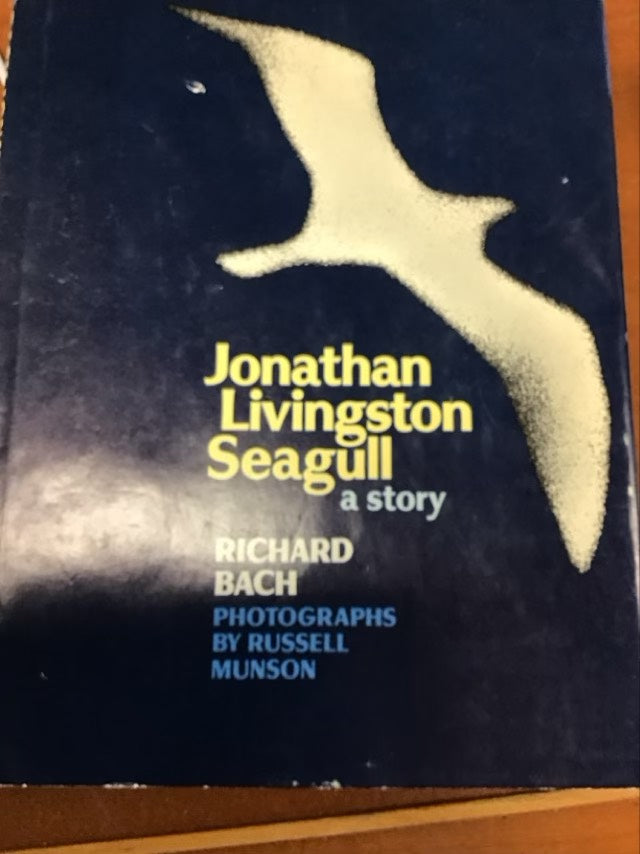 Jonathan
Livingston
Seagull
a story
RICHARD
BACH
PHOTOGRAPHS
BY RUSSELL
MUNSON